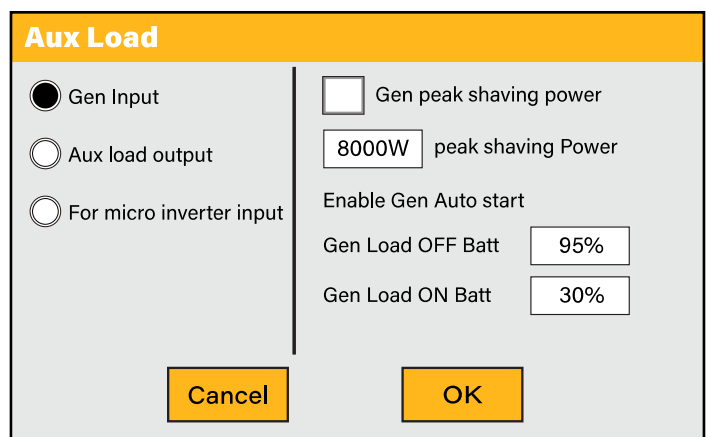 Aux Load
Gen Input
Aux load output
For micro inverter input
Gen peak shaving power
8000W peak shaving Power
Enable Gen Auto start
Gen Load OFF Batt 95%
Gen Load ON Batt 30%
Cancel
OK